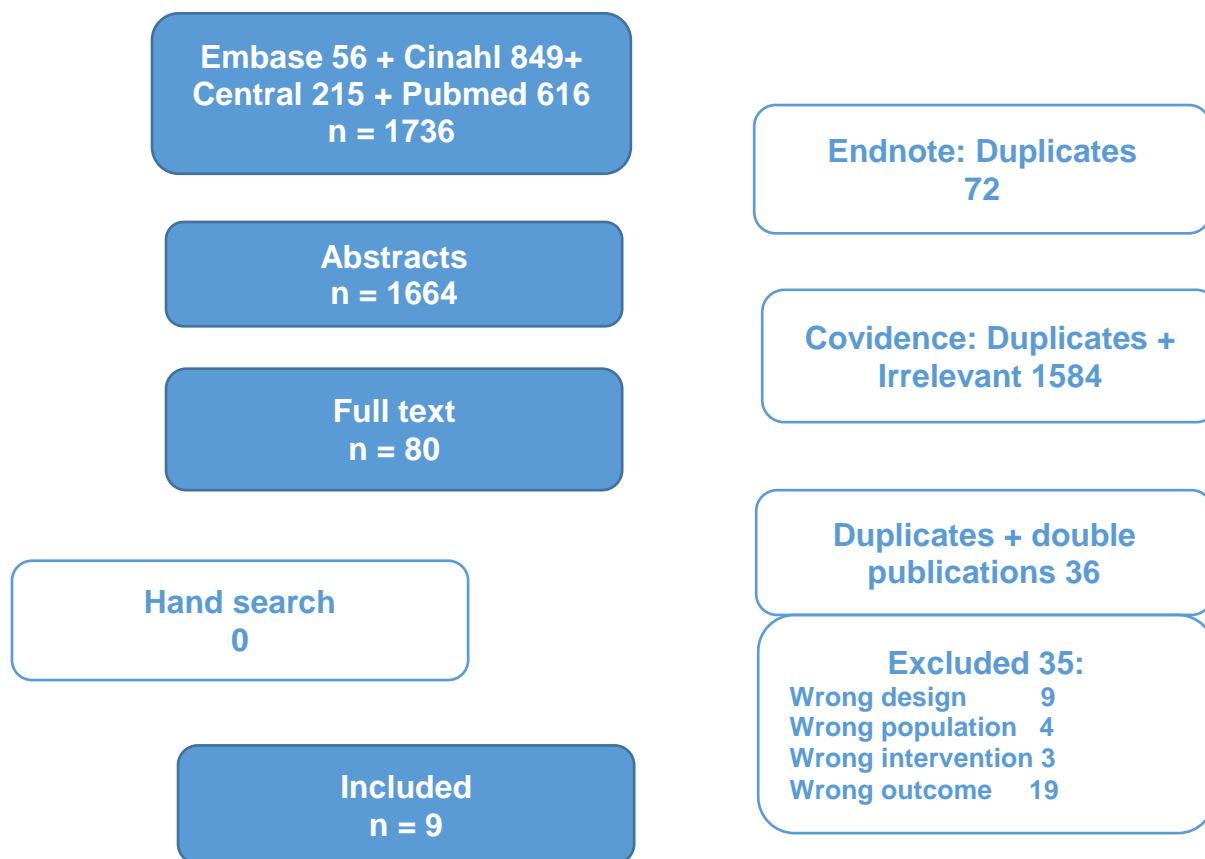 Embase 56 + Cinahl 849+
Central 215 + Pubmed 616
n = 1736
Endnote: Duplicates
72
Abstracts
n = 1664
Covidence: Duplicates +
Irrelevant 1584
Full text
n = 80
Duplicates + double
publications 36
Hand search
0
Excluded 35:
Wrong design 9
Wrong population 4
Wrong intervention 3
Wrong outcome 19
Included
n = 9